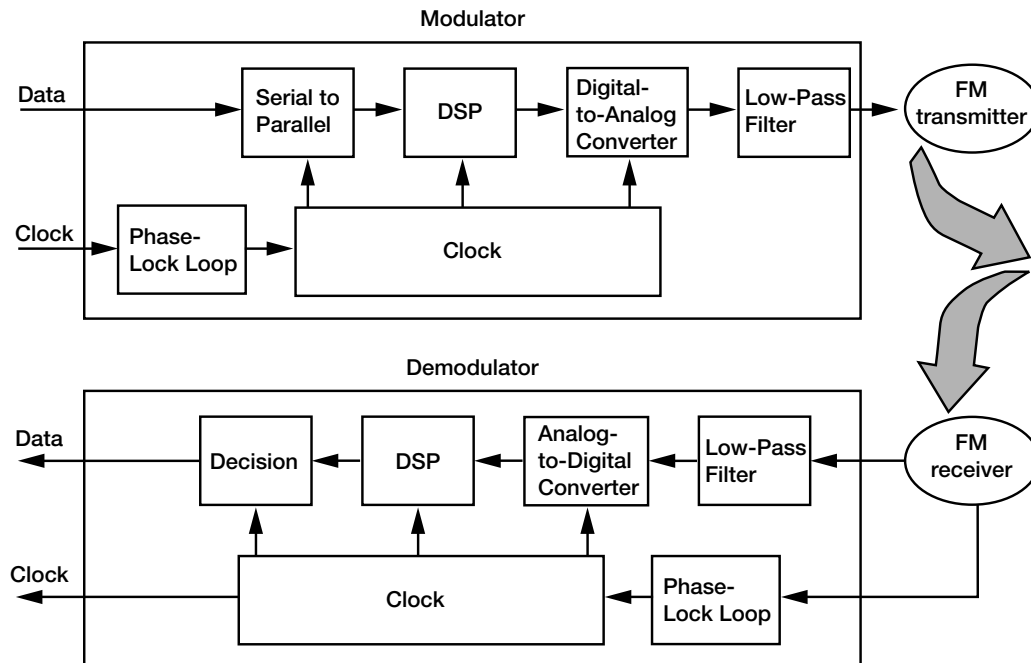 Modulator
Data
Serial to
Parallel
DSP
Digital-
to-Analog
Converter
Low-Pass
Filter
FM
transmitter
Clock
Phase-
Lock Loop
Clock
Demodulator
Data
Decision
DSP
Analog-
to-Digital
Converter
Low-Pass
Filter
FM
receiver
Clock
Clock
Phase-
Lock Loop